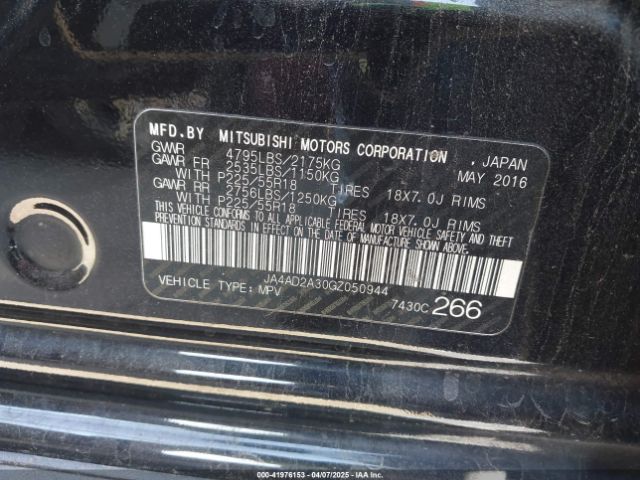 MFD.BY MITSUBISHI MOTORS CORPORATION , JAPAN
GVWR 4795LBS/2175KG MAY 2016
GAWR FR 2535LBS/1150KG
WITH P225/55R18 TIRES 18X7.0J RIMS
GAWR RR 2756LBS/1250KG
WITH P225/55R18 TIRES 18X7.0J RIMS
THIS VEHICLE CONFORMS TO ALL APPLICABLE FEDERAL MOTOR VEHICLE SAFETY AND THEFT
PREVENTION STANDARDS IN EFFECT ON THE DATE OF MANUFACTURE SHOWN ABOVE.
JA4AD2A30GZ050944
VEHICLE TYPE: MPV 7430C 266
000-41976153 - 04/07/2025 - IAAI.COM